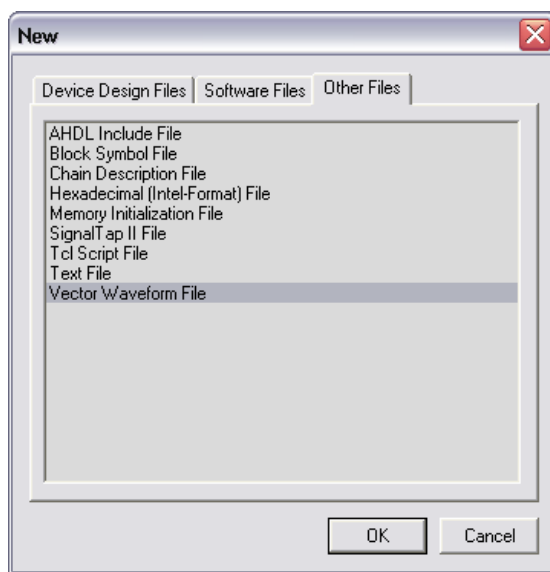 New
Device Design Files Software Files Other Files
AHDL Include File
Block Symbol File
Chain Description File
Hexadecimal (Intel-Format) File
Memory Initialization File
SignalTap II File
Tcl Script File
Text File
Vector Waveform File
OK Cancel